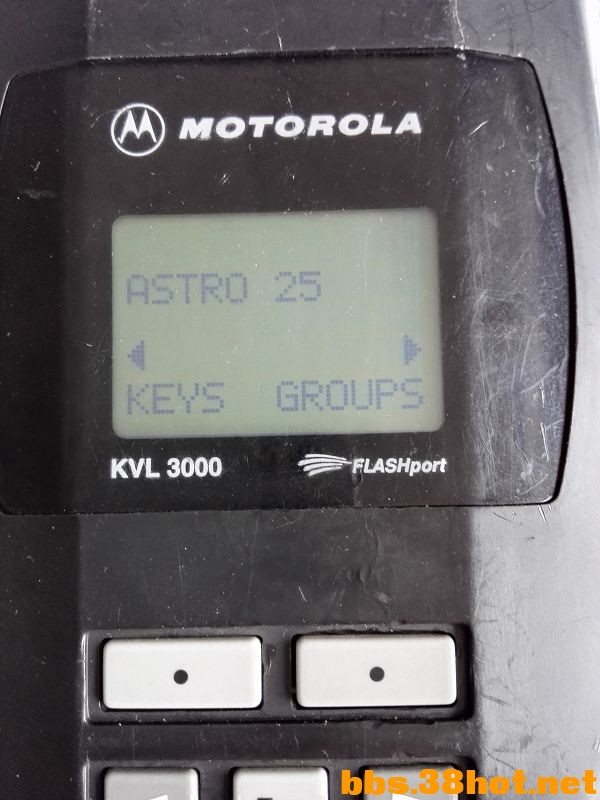 MOTOROLA
ASTRO 25
KEYS GROUPS
KVL 3000 FLASHport
bbs.38hot.net